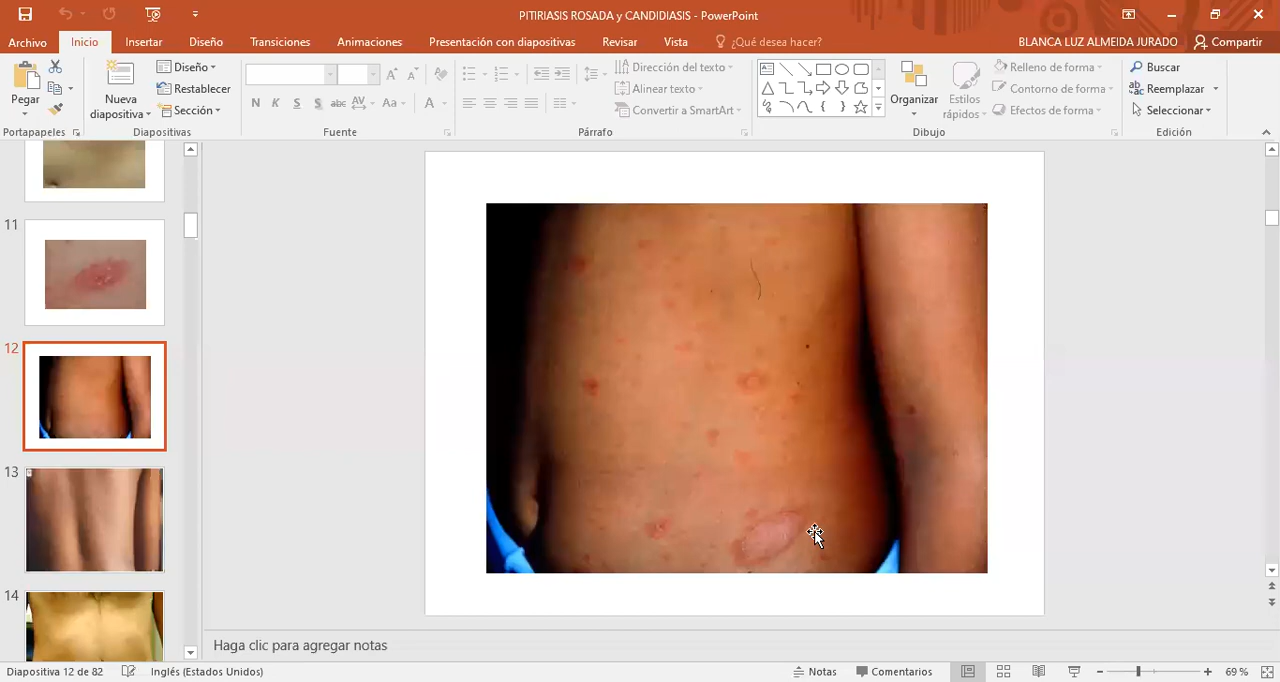 PITIRIASIS ROSADA y CANDIDIASIS - PowerPoint
Archivo Inicio Insertar Diseño Transiciones Animaciones Presentación con diapositivas Revisar Vista ¿Qué desea hacer? BLANCA LUZ ALMEIDA JURADO Compartir
Pegar
Nueva diapositiva
Diseño
Restablecer
Sección
N K S S abc AV Aa A
Dirección del texto
Alinear texto
Convertir a SmartArt
Organizar
Estilos rápidos
Relleno de forma
Contorno de forma
Efectos de forma
Buscar
Reemplazar
Seleccionar
Portapapeles Diapositivas Fuente Párrafo Dibujo Edición
11
12
13
14
Haga clic para agregar notas
Diapositiva 12 de 82 Inglés (Estados Unidos) Notas Comentarios 69 %